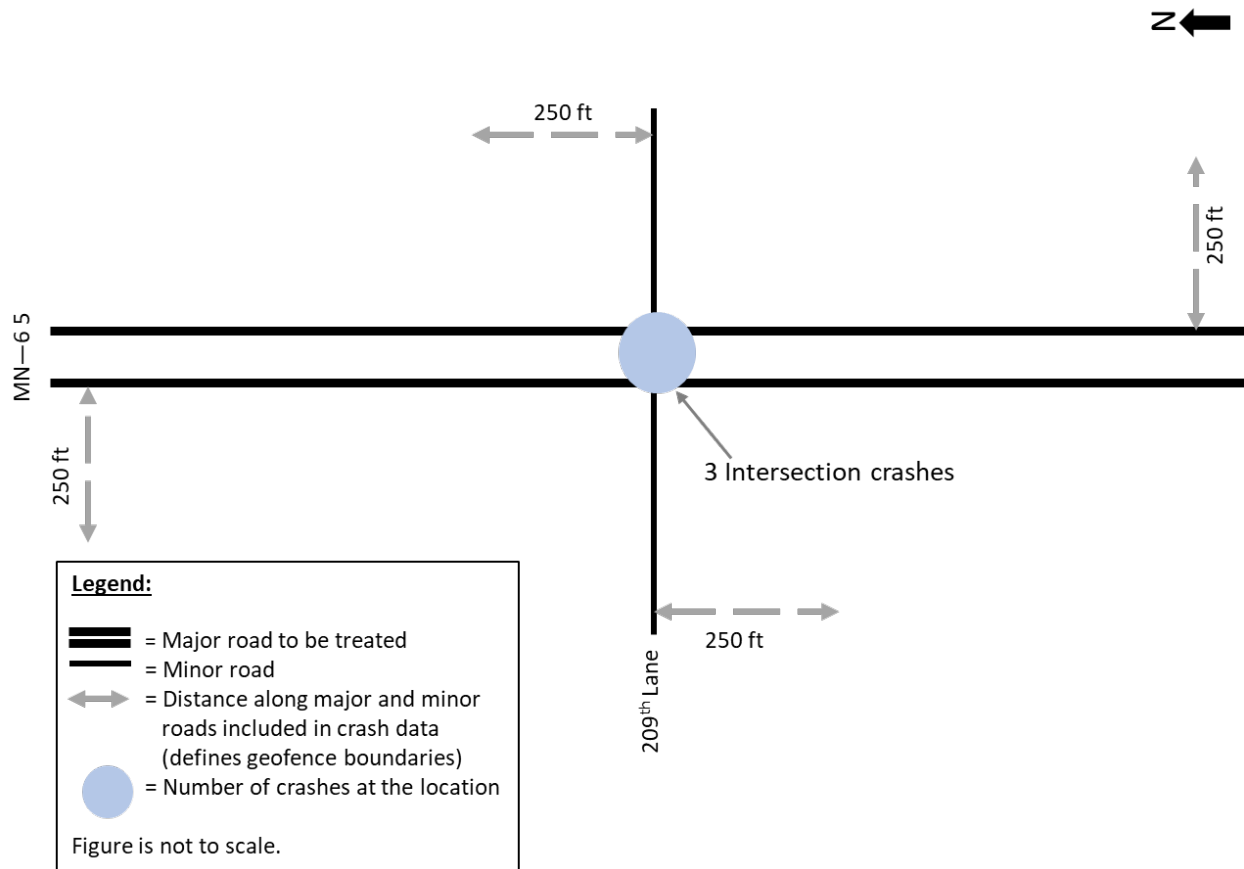 N
250 ft
250 ft
MN—6 5
250 ft
3 Intersection crashes
250 ft
209th Lane
Legend:
= Major road to be treated
= Minor road
= Distance along major and minor
roads included in crash data
(defines geofence boundaries)
= Number of crashes at the location
Figure is not to scale.